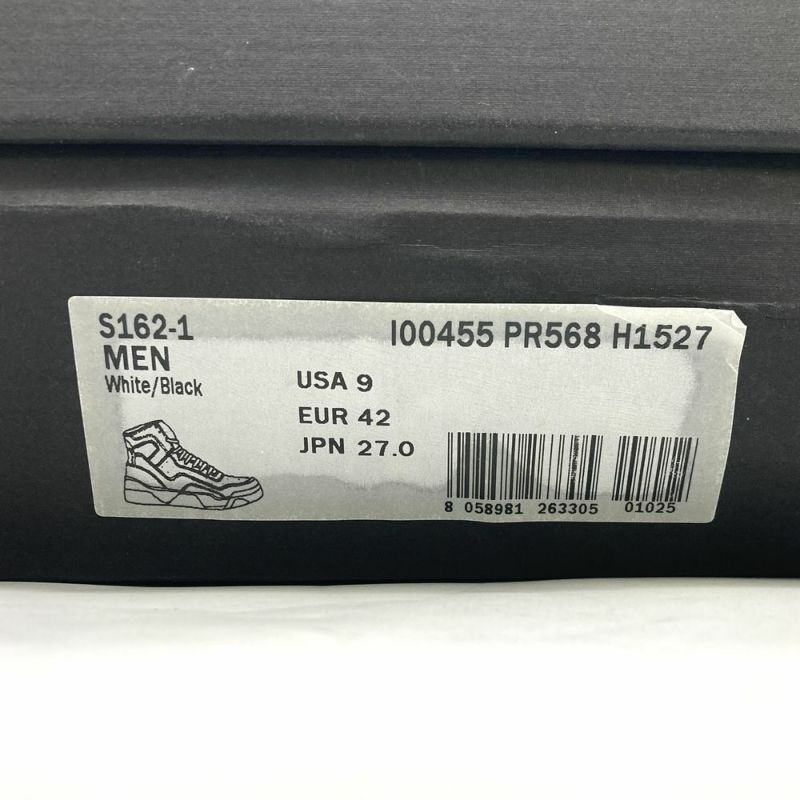 S162-1
I00455 PR568 H1527
MEN
White/Black
USA 9
EUR 42
JPN 27.0
8 058981 263305 01025